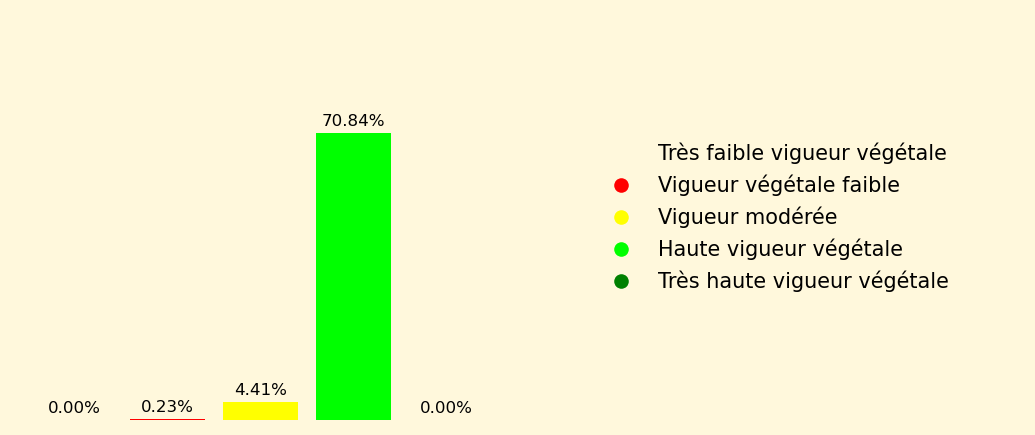 70.84%
4.41%
0.23%
0.00%
0.00%
Très faible vigueur végétale
Vigueur végétale faible
Vigueur modérée
Haute vigueur végétale
Très haute vigueur végétale